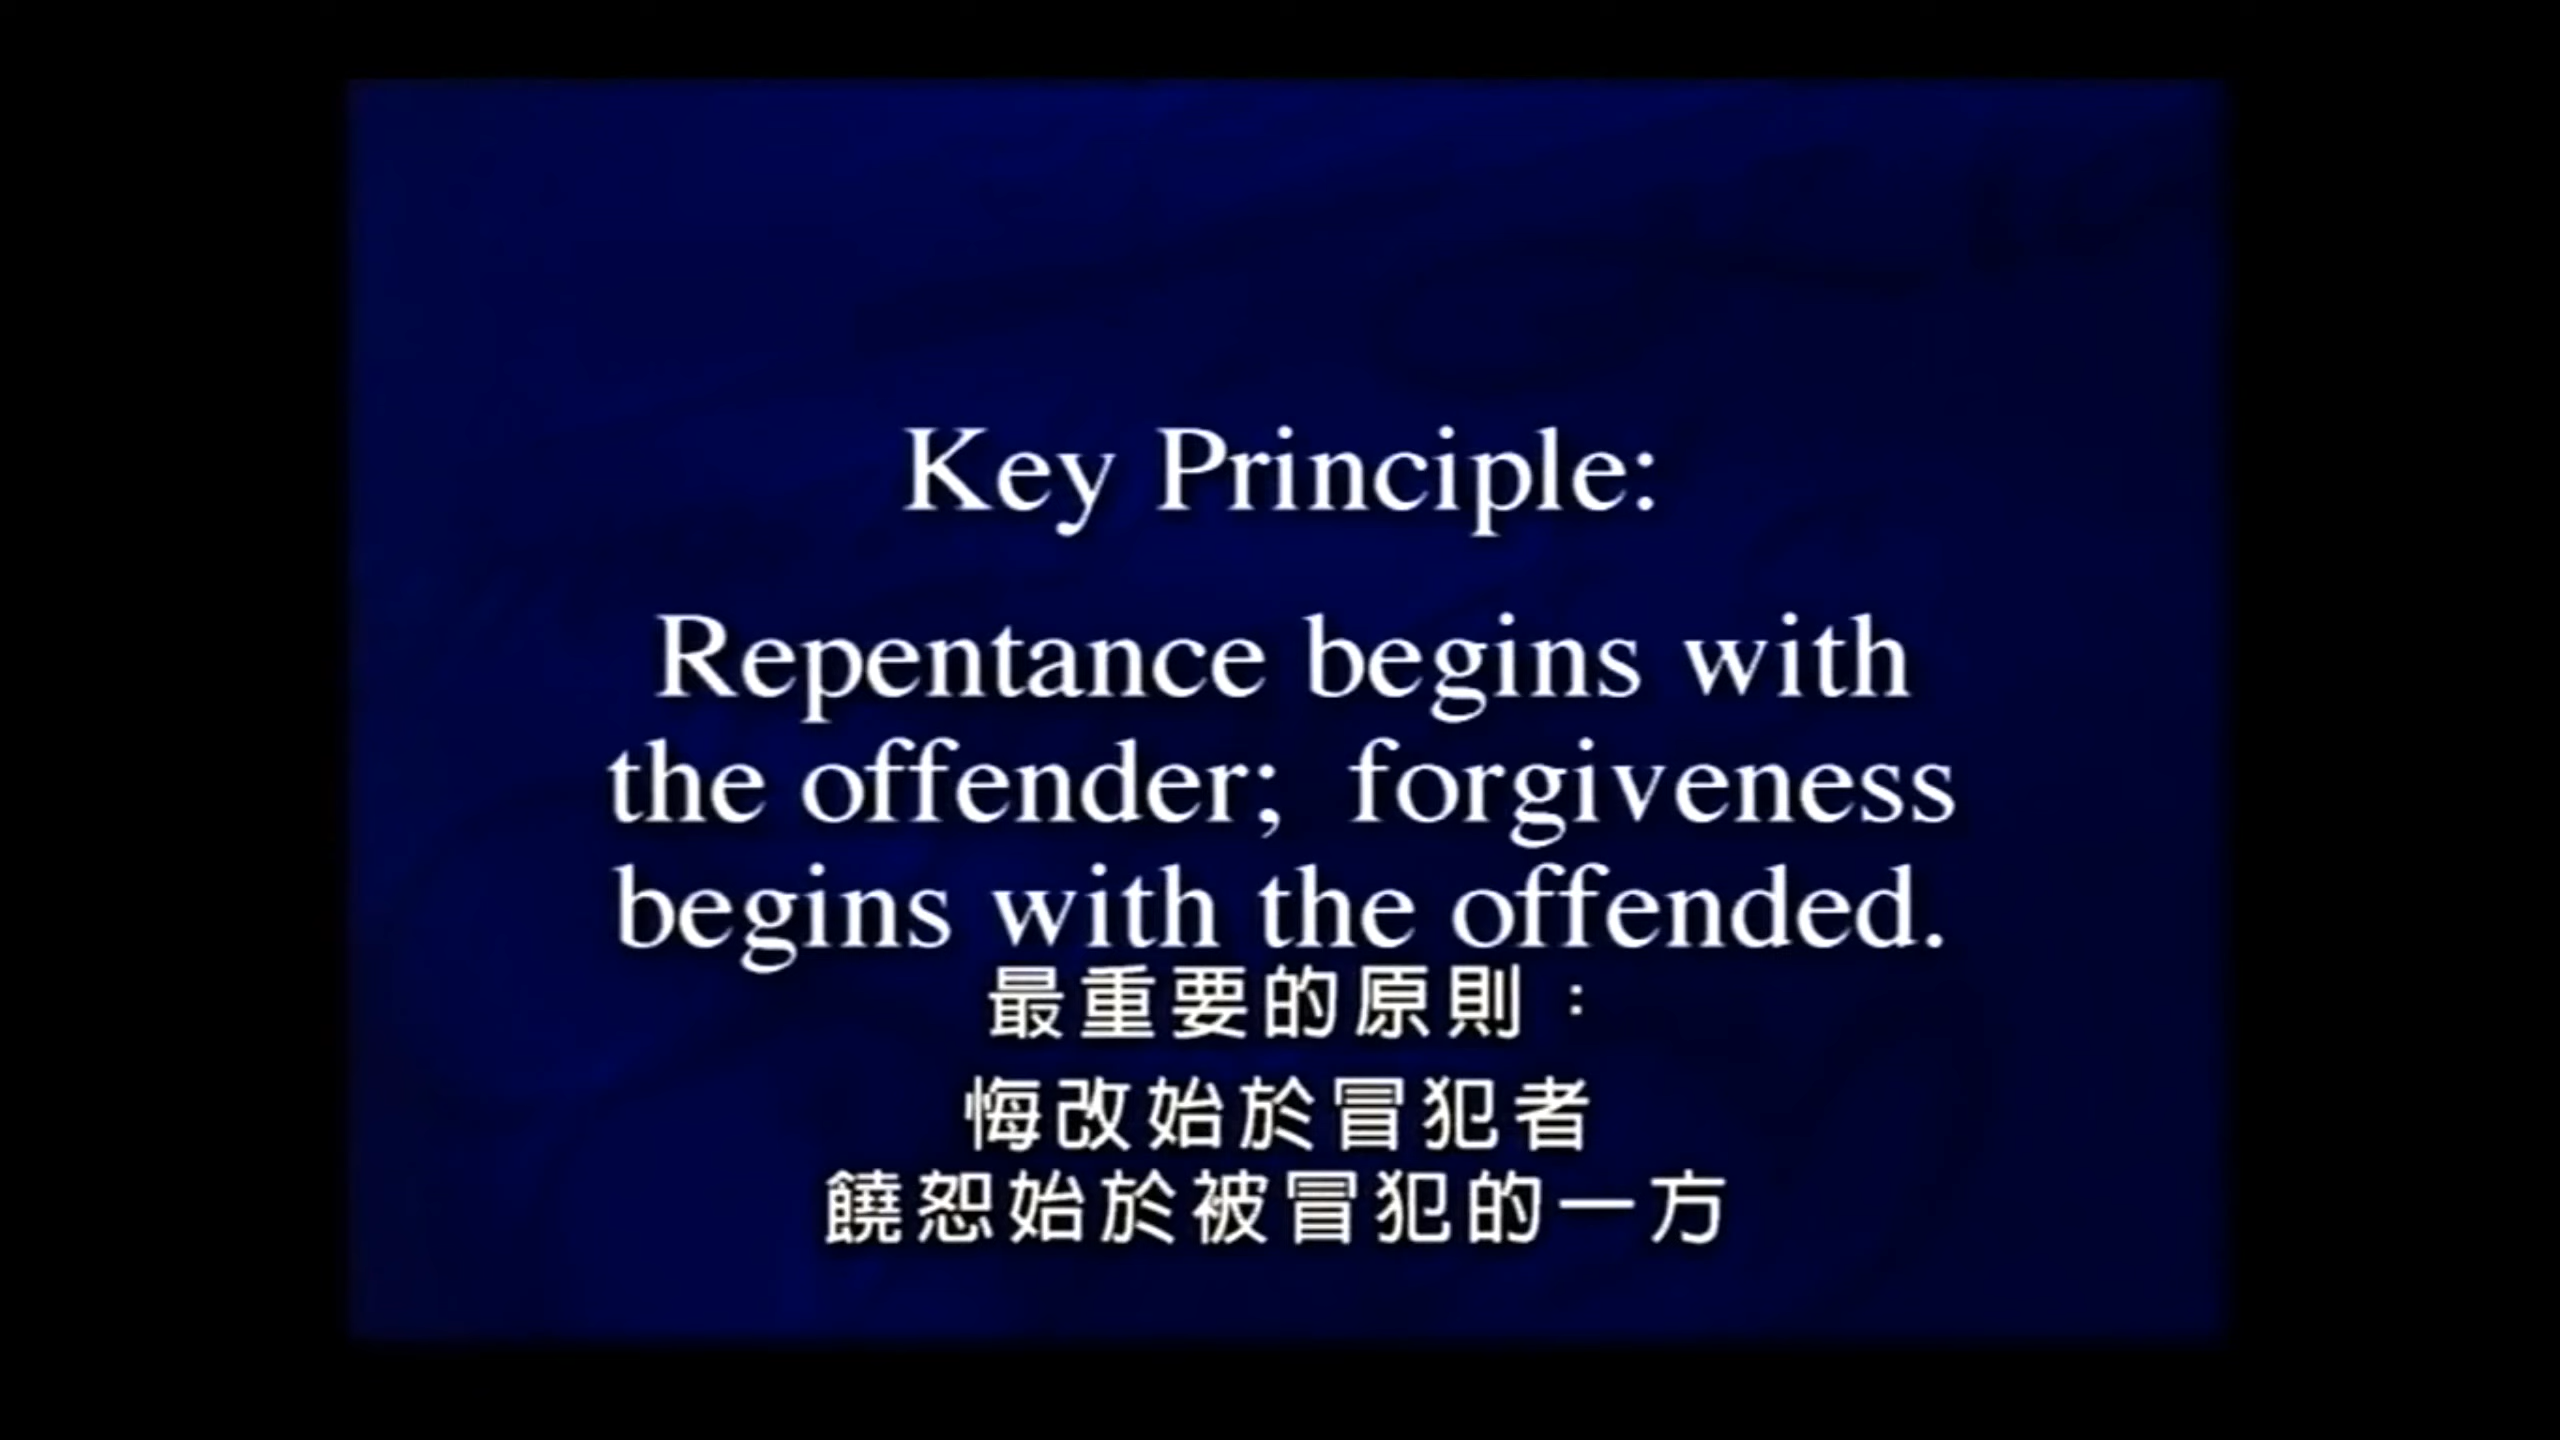 Key Principle:
Repentance begins with
the offender; forgiveness
begins with the offended.
最重要的原則：
悔改始於冒犯者
饒恕始於被冒犯的一方